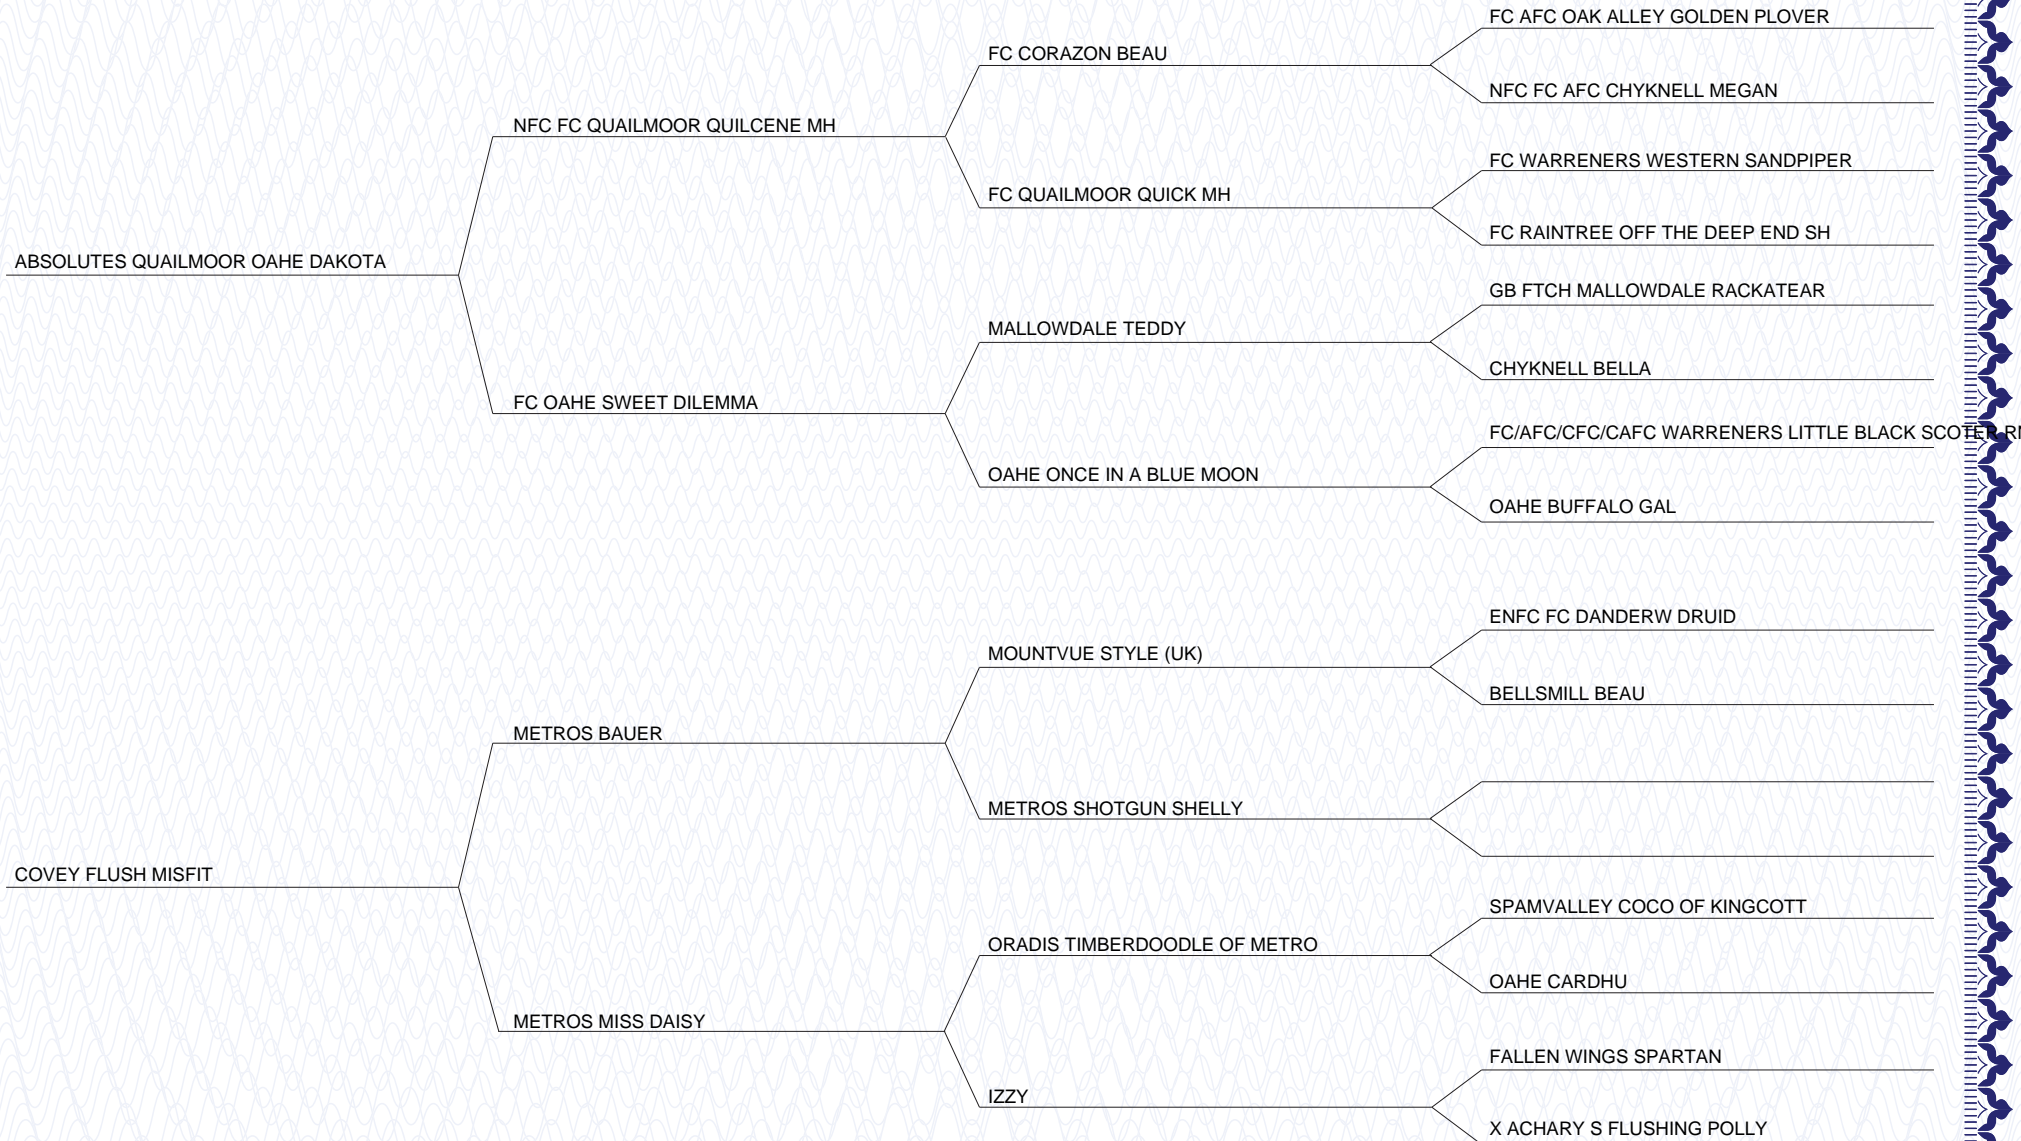 FC AFC OAK ALLEY GOLDEN PLOVER
FC CORAZON BEAU
NFC FC AFC CHYKNELL MEGAN
NFC FC QUAILMOOR QUILCENE MH
FC WARRENERS WESTERN SANDPIPER
FC QUAILMOOR QUICK MH
FC RAINTREE OFF THE DEEP END SH
ABSOLUTES QUAILMOOR OAHE DAKOTA
GB FTCH MALLOWDALE RACKATEAR
MALLOWDALE TEDDY
CHYKNELL BELLA
FC OAHE SWEET DILEMMA
FC/AFC/CFC/CAFC WARRENERS LITTLE BLACK SCOTER
OAHE ONCE IN A BLUE MOON
OAHE BUFFALO GAL
ENFC FC DANDERW DRUID
MOUNTVUE STYLE (UK)
BELLSMILL BEAU
METROS BAUER
METROS SHOTGUN SHELLY
COVEY FLUSH MISFIT
SPAMVALLEY COCO OF KINGCOTT
ORADIS TIMBERDOODLE OF METRO
OAHE CARDHU
METROS MISS DAISY
FALLEN WINGS SPARTAN
IZZY
X ACHARY S FLUSHING POLLY